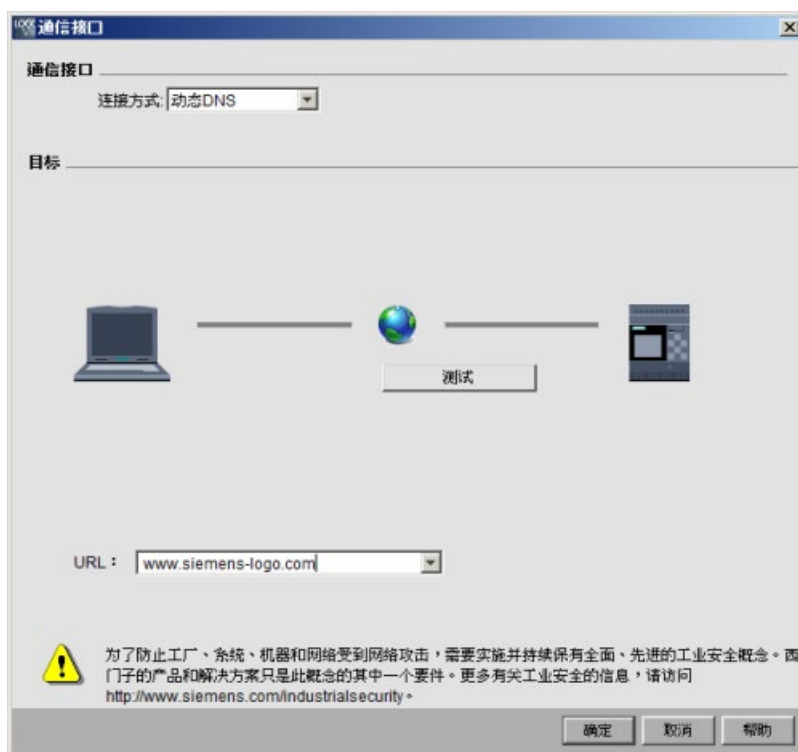 通信接口
通信接口
连接方式: 动态DNS
目标
测试
URL： www.siemens-logo.com
为了防止工厂、系统、机器和网络受到网络攻击，需要实施并持续保有全面、先进的工业安全概念。西
门子的产品和解决方案只是此概念的其中一个要件。更多有关工业安全的信息，请访问
http://www.siemens.com/industrialsecurity。
确定 取消 帮助